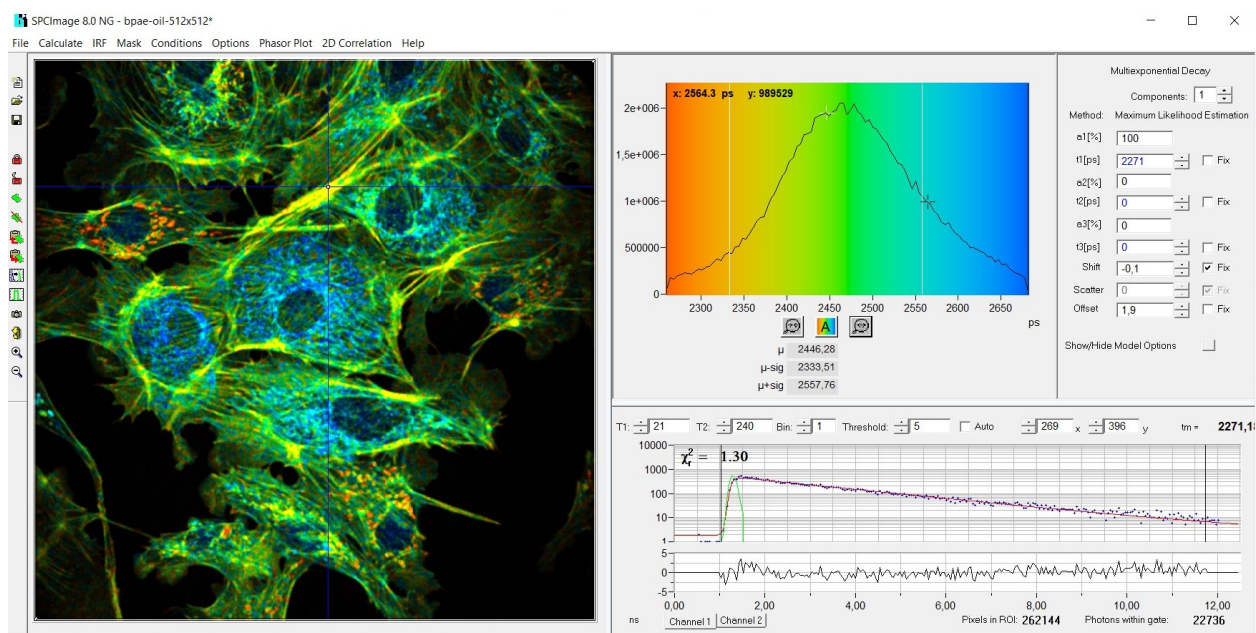 SPCImage 8.0 NG - bpae-oil-512x512*
File Calculate IRF Mask Conditions Options Phasor Plot 2D Correlation Help
x: 2564.3 ps y: 989529
2e+006
1,5e+006
1e+006
500000
0
2300 2350 2400 2450 2500 2550 2600 2650
ps
A
μ 2446,28
μ-sig 2333,51
μ+sig 2557,76
Multiexponential Decay
Components: 1
Method: Maximum Likelihood Estimation
a1[%] 100
t1[ps] 2271 Fix
a2[%] 0
t2[ps] 0 Fix
a3[%] 0
t3[ps] 0 Fix
Shift -0,1 Fix
Scatter 0 Fix
Offset 1,9 Fix
Show/Hide Model Options
T1: 21 T2: 240 Bin: 1 Threshold: 5 Auto 269 x 396 y tm = 2271,18
χ²r = 1.30
10000
1000
100
10
1
5
0
-5
0,00 2,00 4,00 6,00 8,00 10,00 12,00
ns Channel 1 Channel 2 Pixels in ROI: 262144 Photons within gate: 22736